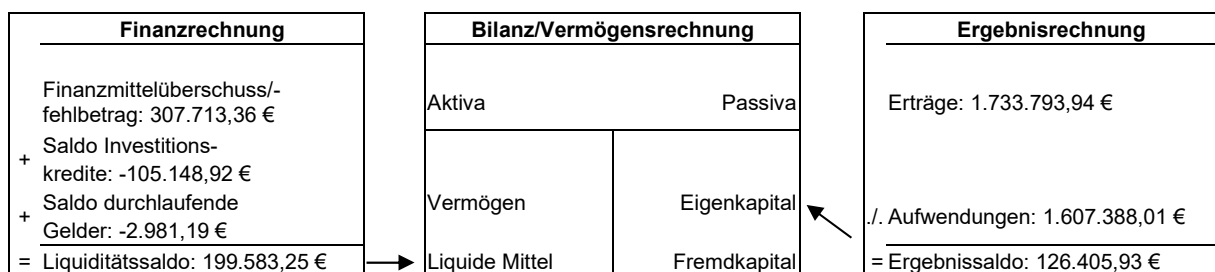 Finanzrechnung
Finanzmittelüberschuss/-
fehlbetrag: 307.713,36 €
+ Saldo Investitions-
kredite: -105.148,92 €
+ Saldo durchlaufende
Gelder: -2.981,19 €
= Liquiditätssaldo: 199.583,25 €
Bilanz/Vermögensrechnung
Aktiva Passiva
Vermögen Eigenkapital
Liquide Mittel Fremdkapital
Ergebnisrechnung
Erträge: 1.733.793,94 €
./. Aufwendungen: 1.607.388,01 €
= Ergebnissaldo: 126.405,93 €